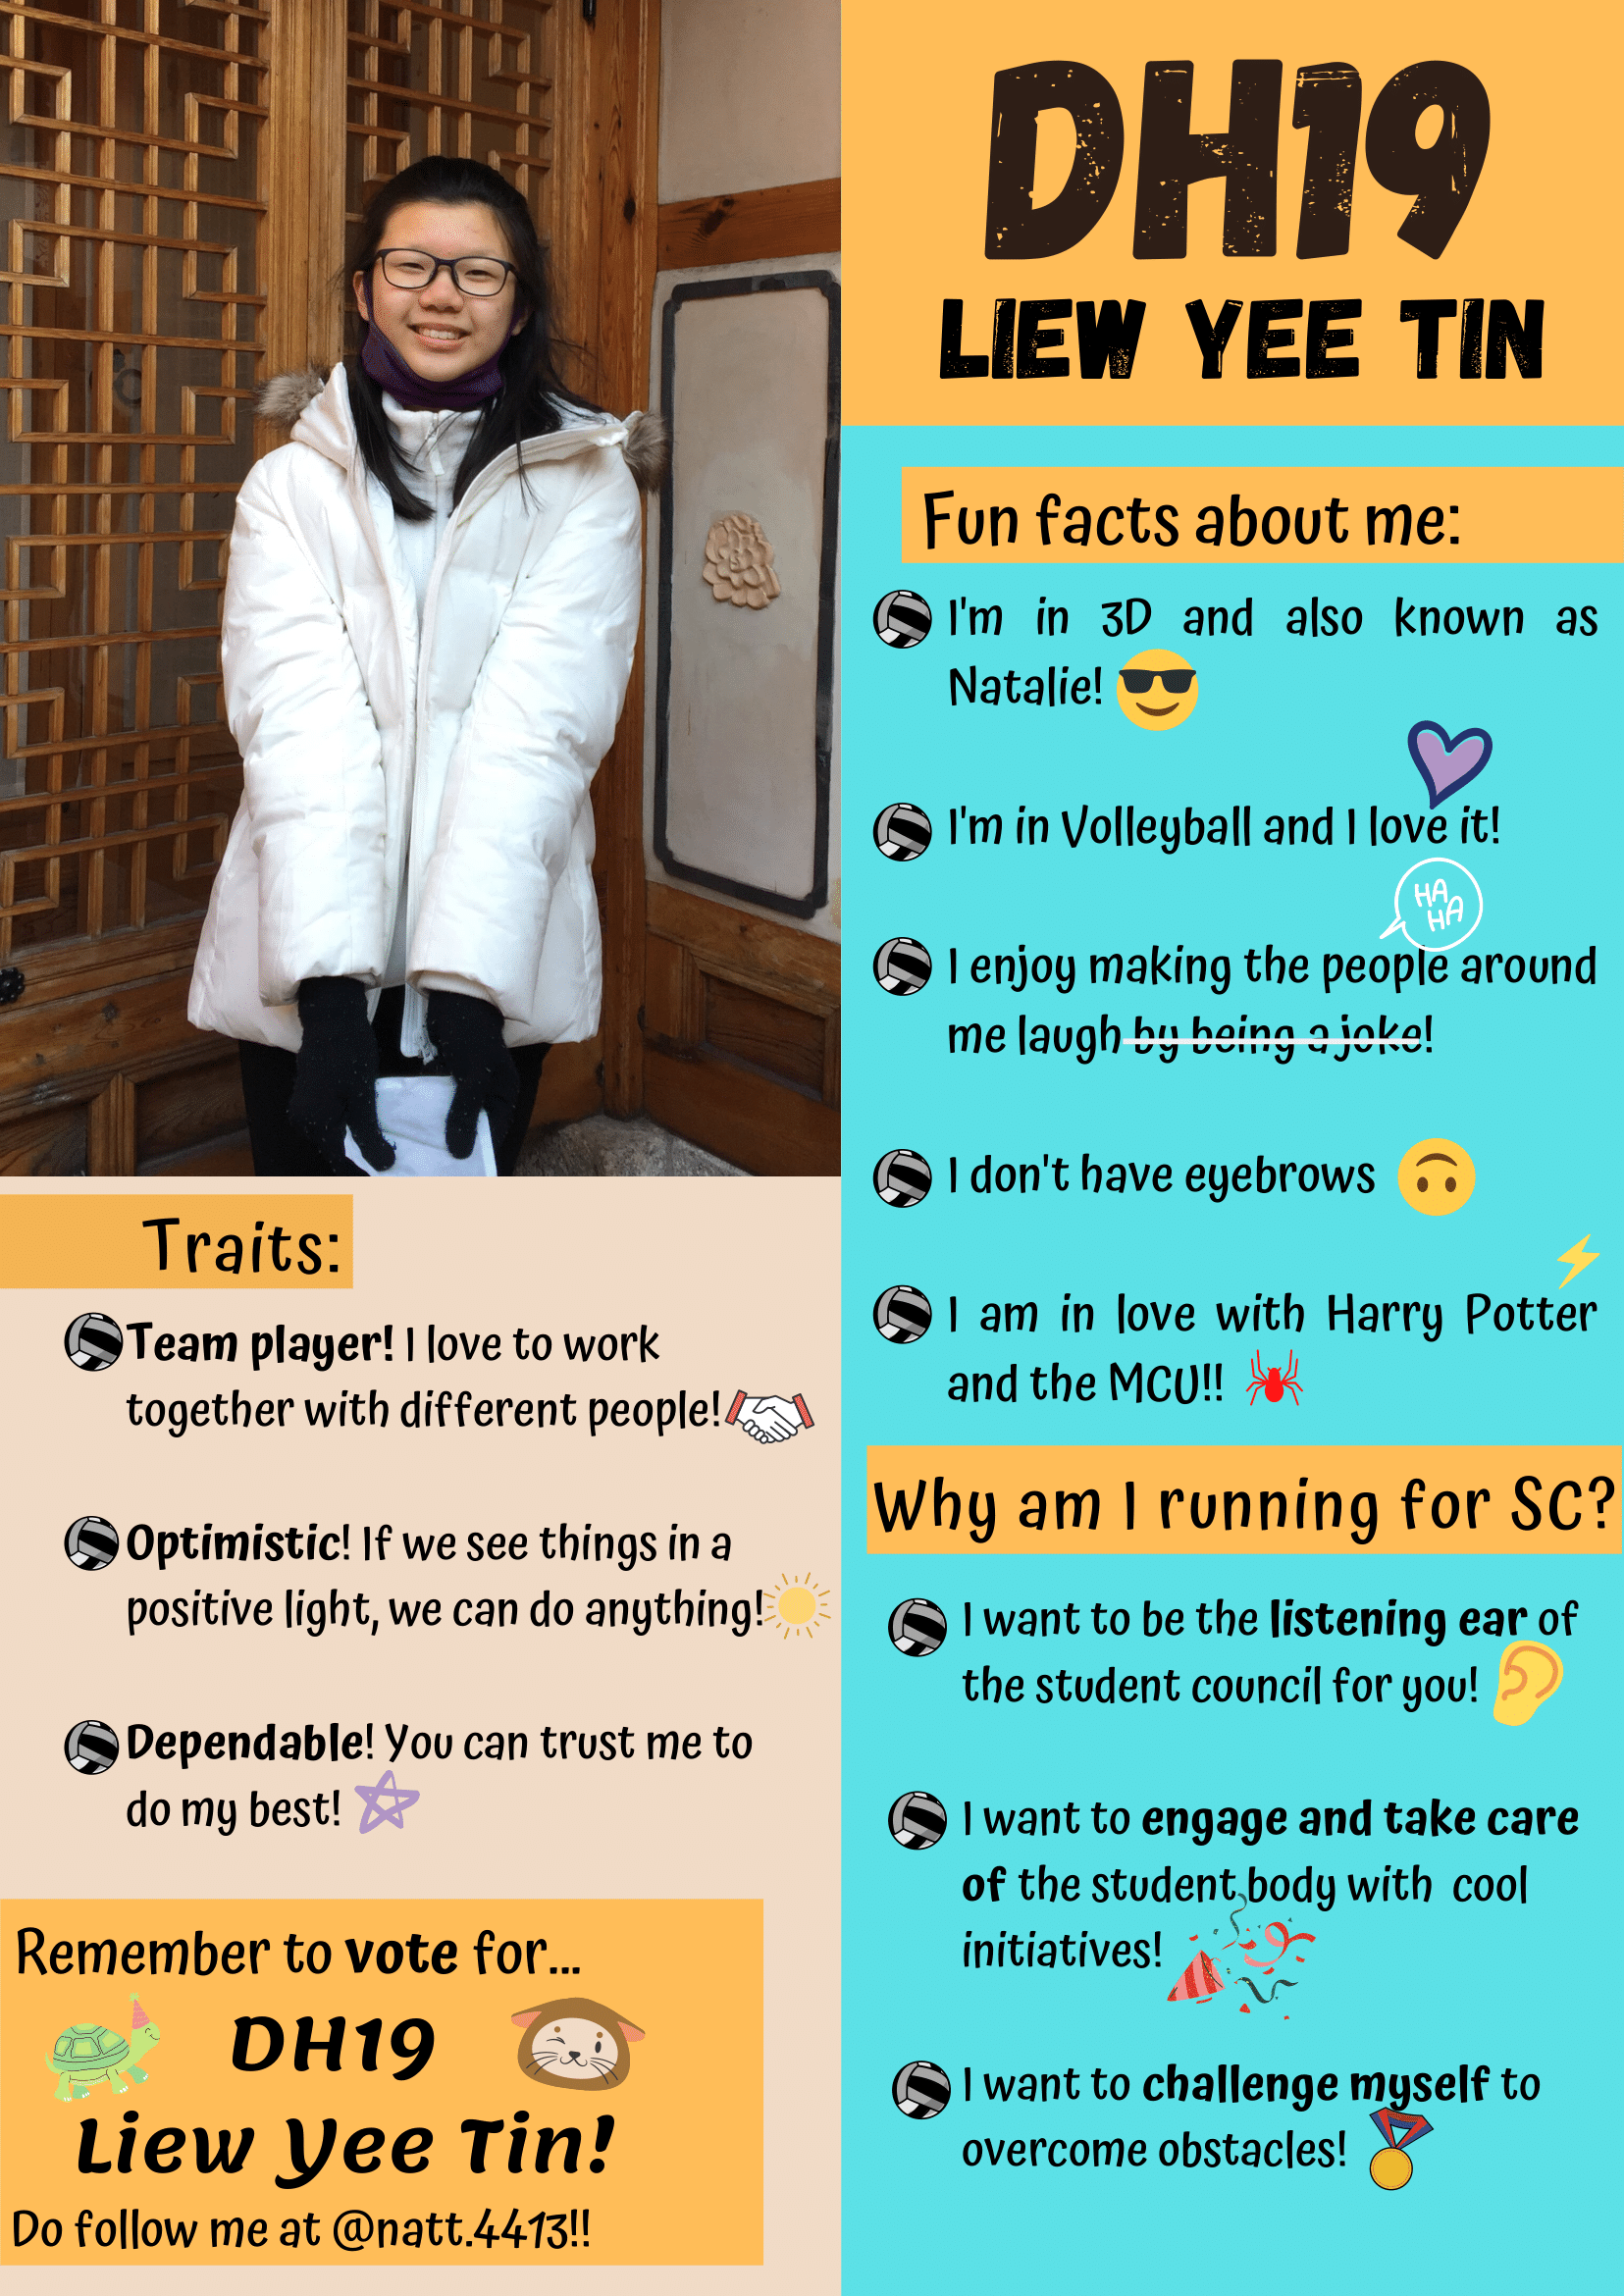 DH19
LIEW YEE TIN
Fun facts about me:
I'm in 3D and also known as
Natalie!
I'm in Volleyball and I love it!
HA
HA
I enjoy making the people around
me laugh by being a joke!
I don't have eyebrows
I am in love with Harry Potter
and the MCU!!
Why am I running for SC?
I want to be the listening ear of
the student council for you!
I want to engage and take care
of the student body with cool
initiatives!
I want to challenge myself to
overcome obstacles!
Traits:
Team player! I love to work
together with different people!
Optimistic! If we see things in a
positive light, we can do anything!
Dependable! You can trust me to
do my best!
Remember to vote for...
DH19
Liew Yee Tin!
Do follow me at @natt.4413!!